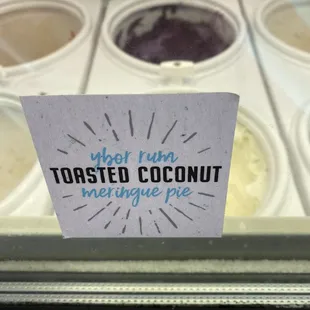 ybor rum
TOASTED COCONUT
meringue pie